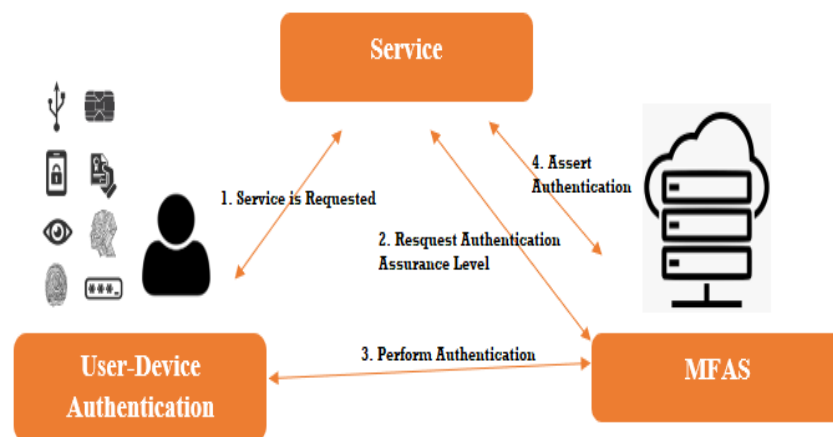 Service
1. Service is Requested
4. Assert
Authentication
2. Resquest Authentication
Assurance Level
***_
3. Perform Authentication
User-Device
Authentication
MFAS